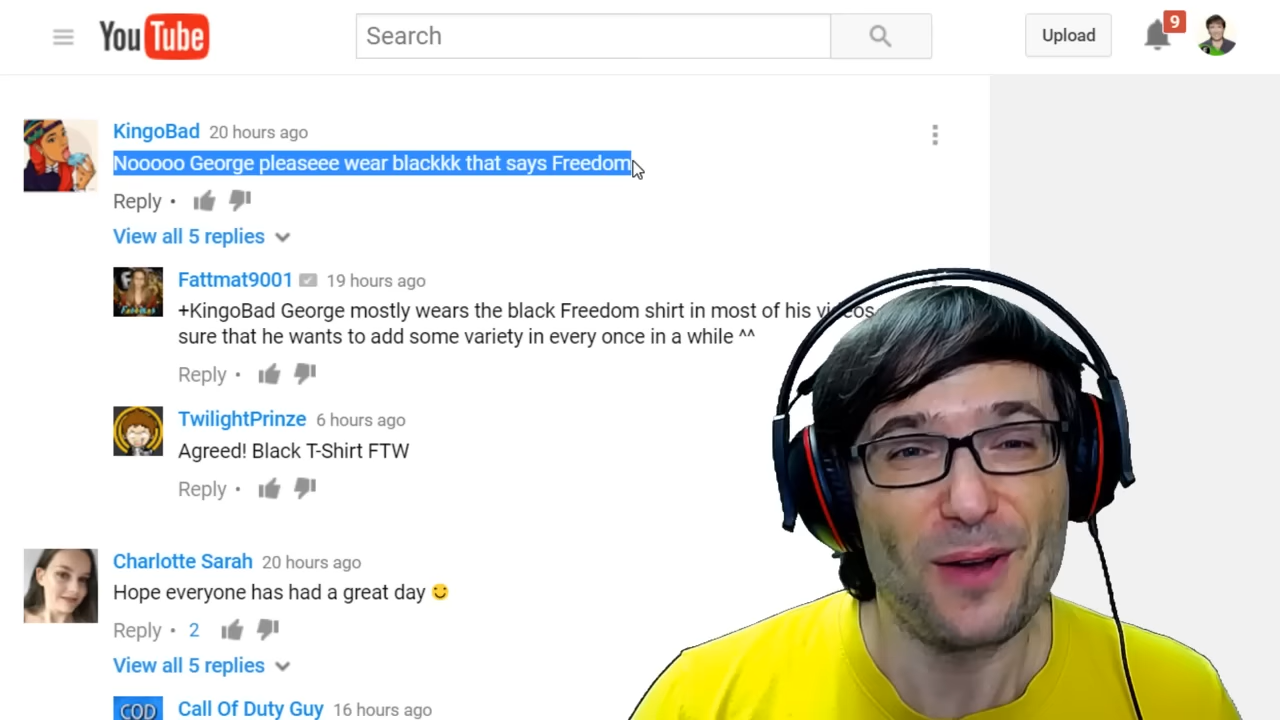 YouTube
Search
Upload
9
KingoBad 20 hours ago
Nooooo George pleaseee wear blackkk that says Freedom
Reply •
View all 5 replies
Fattmat9001 19 hours ago
+KingoBad George mostly wears the black Freedom shirt in most of his videos
sure that he wants to add some variety in every once in a while ^^
Reply •
TwilightPrinze 6 hours ago
Agreed! Black T-Shirt FTW
Reply •
Charlotte Sarah 20 hours ago
Hope everyone has had a great day
Reply • 2
View all 5 replies
COD
Call Of Duty Guy 16 hours ago